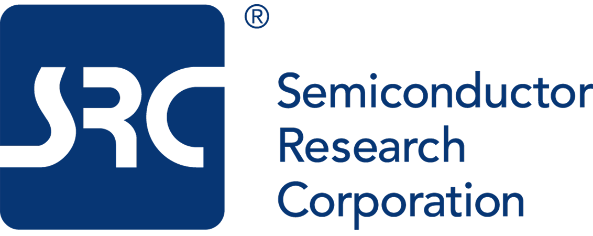 SRC
®
Semiconductor
Research
Corporation